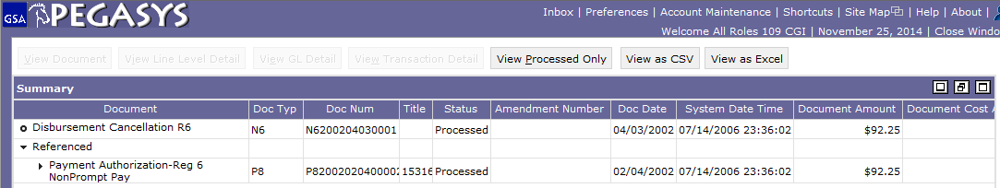 GSA PEGASYS
Inbox | Preferences | Account Maintenance | Shortcuts | Site Map | Help | About |
Welcome All Roles 109 CGI | November 25, 2014 | Close Windo
View Document View Line Level Detail View GL Detail View Transaction Detail View Processed Only View as CSV View as Excel
Summary
Document Doc Typ Doc Num Title Status Amendment Number Doc Date System Date Time Document Amount Document Cost A
Disbursement Cancellation R6 N6 N6200204030001 Processed 04/03/2002 07/14/2006 23:36:02 $92.25
Referenced
Payment Authorization-Reg 6 P8 P82002020400002 15316 Processed 02/04/2002 07/14/2006 23:36:02 $92.25
NonPrompt Pay